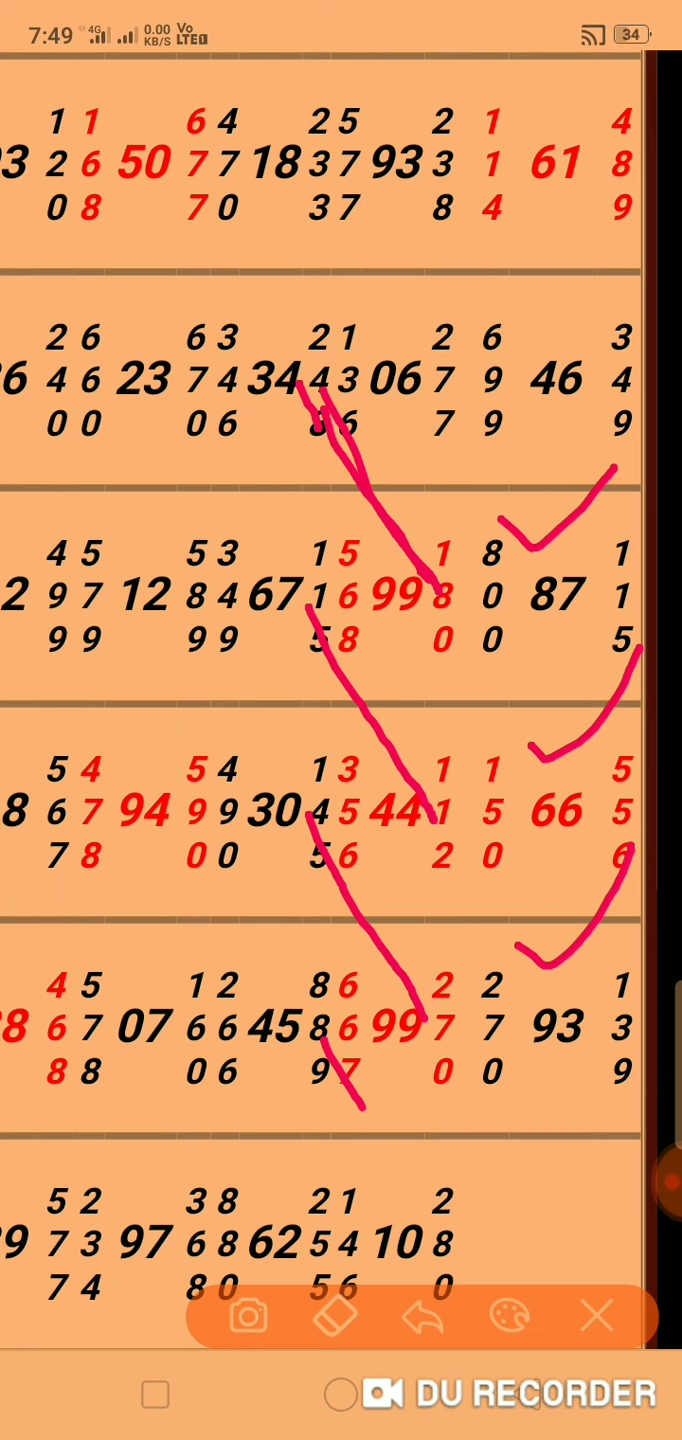 7:49 4G 0.00 KB/S Vo LTE1 34
1 1 6 4 2 5 2 1 4
3 2 6 50 7 7 18 3 7 93 3 1 61 8
0 8 7 0 3 7 8 4 9
2 6 6 3 2 1 2 6 3
6 4 6 23 7 4 34 4 3 06 7 9 46 4
0 0 0 6 8 6 7 9 9
4 5 5 3 1 5 1 8 1
2 9 7 12 8 4 67 1 6 99 8 0 87 1
9 9 9 9 5 8 0 0 5
5 4 5 4 1 3 1 1 5
8 6 7 94 9 9 30 4 5 44 1 5 66 5
7 8 0 0 5 6 2 0 6
4 5 1 2 8 6 2 2 1
8 6 7 07 6 6 45 8 6 99 7 7 93 3
8 8 0 6 9 7 0 0 9
5 2 3 8 2 1 2
9 7 3 97 6 8 62 5 4 10 8
7 4 8 0 5 6 0
DU RECORDER